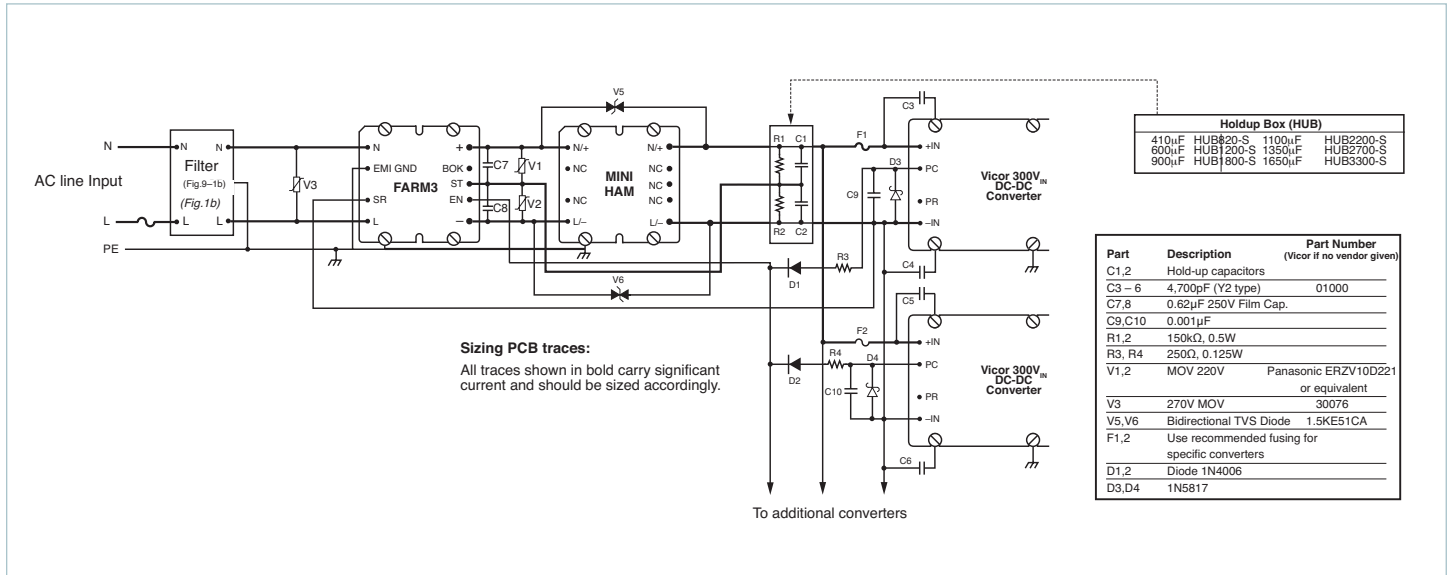 AC line Input
N
L
PE
N
N
Filter
(Fig.9–1b)
(Fig.1b)
L
L
V3
N
+
EMI GND
BOK
FARM3
ST
SR
EN
L
–
C7
V1
C8
V2
V5
N/+
N/+
NC
NC
MINI
HAM
NC
NC
NC
L/–
L/–
V6
R1
C1
R2
C2
F1
C3
+IN
D3
PC
C9
Vicor 300VIN
DC-DC
Converter
PR
–IN
C4
D1
R3
C5
F2
+IN
R4
D4
PC
D2
C10
Vicor 300VIN
DC-DC
Converter
PR
–IN
C6
To additional converters
Sizing PCB traces:
All traces shown in bold carry significant
current and should be sized accordingly.
Holdup Box (HUB)
410µF HUB820-S 1100µF HUB2200-S
600µF HUB1200-S 1350µF HUB2700-S
900µF HUB1800-S 1650µF HUB3300-S
Part Description Part Number
(Vicor if no vendor given)
C1,2 Hold-up capacitors
C3 – 6 4,700pF (Y2 type) 01000
C7,8 0.62µF 250V Film Cap.
C9,C10 0.001µF
R1,2 150kΩ, 0.5W
R3, R4 250Ω, 0.125W
V1,2 MOV 220V Panasonic ERZV10D221
or equivalent
V3 270V MOV 30076
V5,V6 Bidirectional TVS Diode 1.5KE51CA
F1,2 Use recommended fusing for
specific converters
D1,2 Diode 1N4006
D3,D4 1N5817